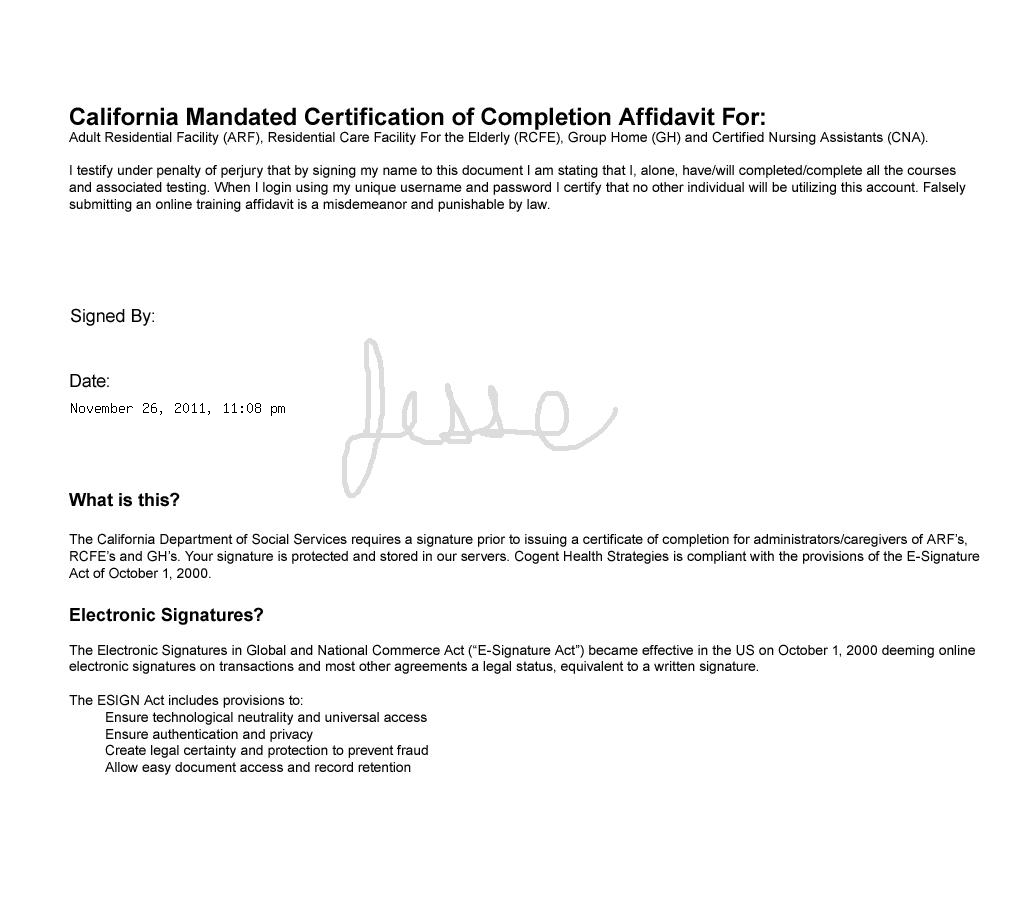 California Mandated Certification of Completion Affidavit For:
Adult Residential Facility (ARF), Residential Care Facility For the Elderly (RCFE), Group Home (GH) and Certified Nursing Assistants (CNA).
I testify under penalty of perjury that by signing my name to this document I am stating that I, alone, have/will completed/complete all the courses
and associated testing. When I login using my unique username and password I certify that no other individual will be utilizing this account. Falsely
submitting an online training affidavit is a misdemeanor and punishable by law.
Signed By:
Jesse
Date:
November 26, 2011, 11:08 pm
What is this?
The California Department of Social Services requires a signature prior to issuing a certificate of completion for administrators/caregivers of ARF's,
RCFE's and GH's. Your signature is protected and stored in our servers. Cogent Health Strategies is compliant with the provisions of the E-Signature
Act of October 1, 2000.
Electronic Signatures?
The Electronic Signatures in Global and National Commerce Act (“E-Signature Act”) became effective in the US on October 1, 2000 deeming online
electronic signatures on transactions and most other agreements a legal status, equivalent to a written signature.
The ESIGN Act includes provisions to:
Ensure technological neutrality and universal access
Ensure authentication and privacy
Create legal certainty and protection to prevent fraud
Allow easy document access and record retention